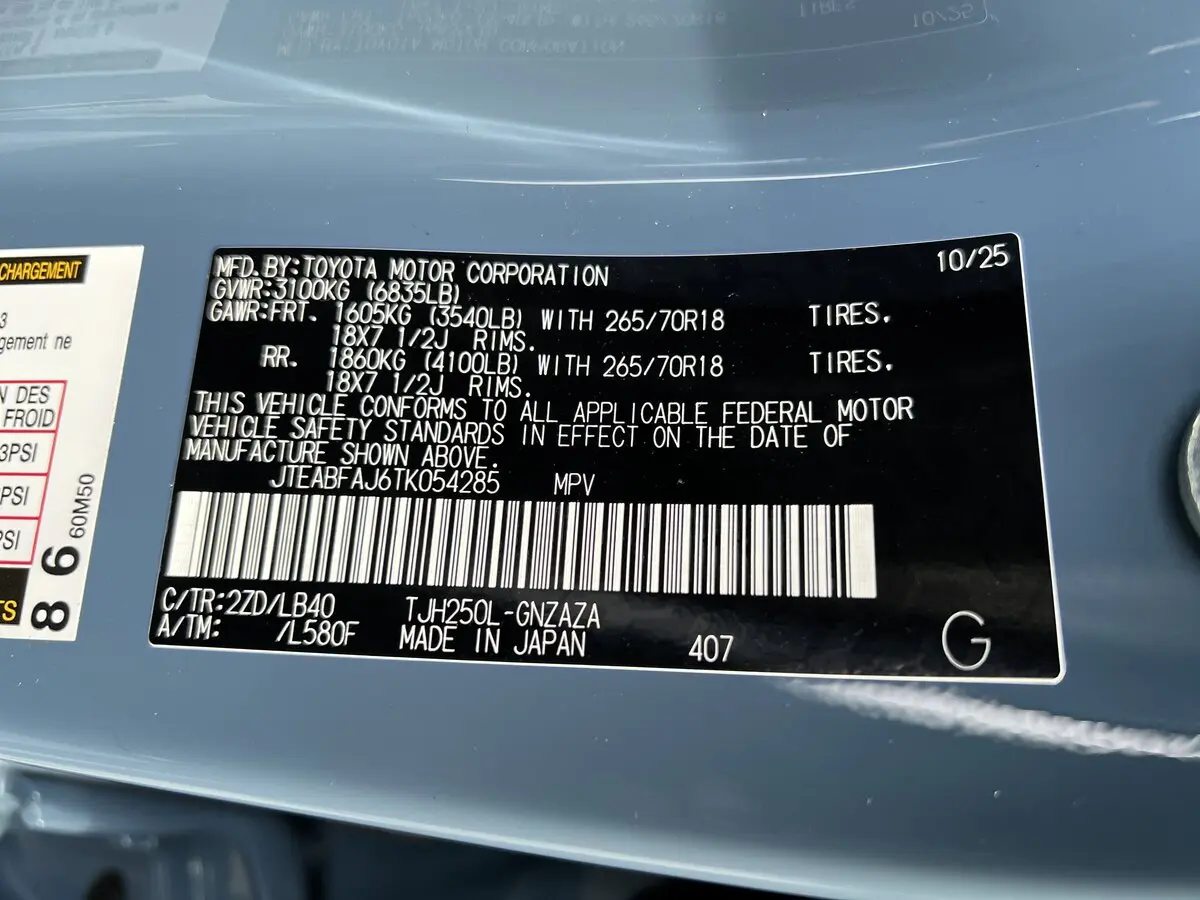 CHARGEMENT
gement ne
N DES
FROID
3PSI
PSI
PSI
TS
86
60M50
MFD. BY:TOYOTA MOTOR CORPORATION 10/25
GVWR:3100KG (6835LB)
GAWR:FRT. 1605KG (3540LB) WITH 265/70R18 TIRES.
18X7 1/2J RIMS.
RR. 1860KG (4100LB) WITH 265/70R18 TIRES.
18X7 1/2J RIMS.
THIS VEHICLE CONFORMS TO ALL APPLICABLE FEDERAL MOTOR
VEHICLE SAFETY STANDARDS IN EFFECT ON THE DATE OF
MANUFACTURE SHOWN ABOVE.
JTEABFAJ6TK054285 MPV
C/TR:2ZD/LB40 TJH250L-GNZAZA
A/TM: /L580F MADE IN JAPAN 407 G